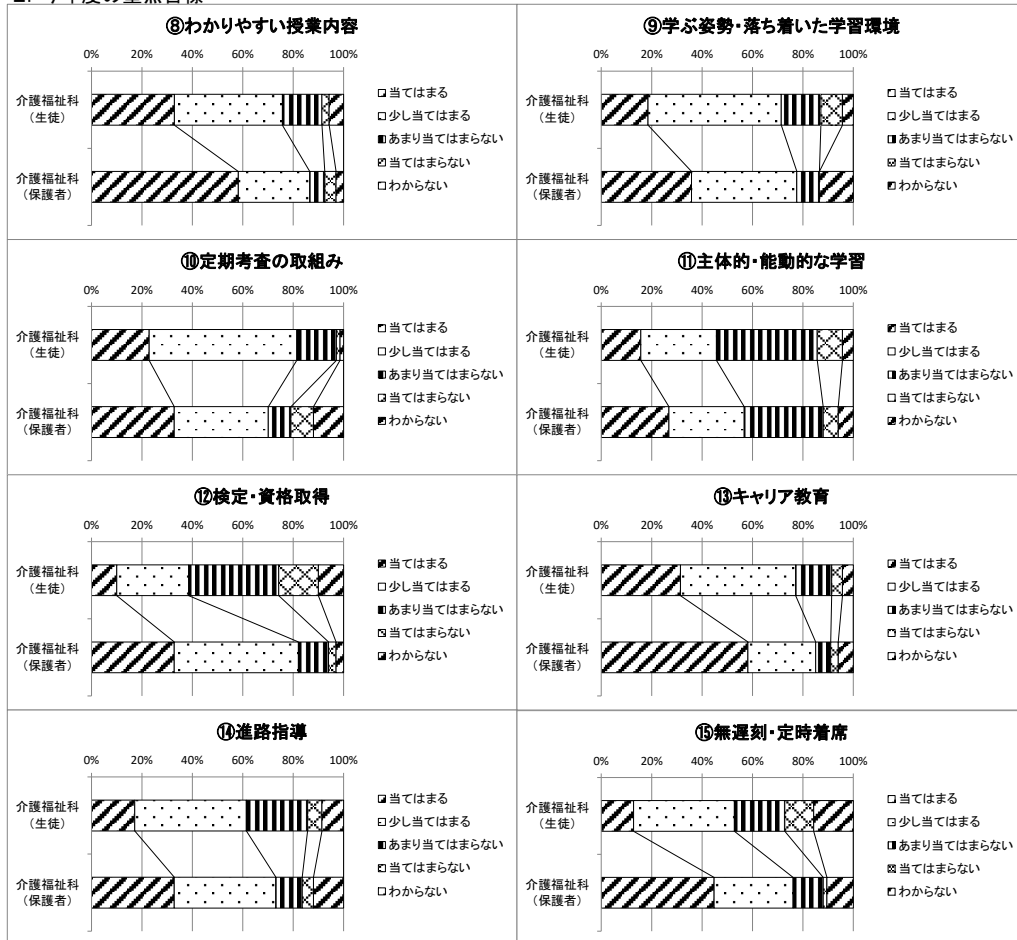 ⑧わかりやすい授業内容
0% 20% 40% 60% 80% 100%
介護福祉科
（生徒）
介護福祉科
（保護者）
当てはまる
少し当てはまる
あまり当てはまらない
当てはまらない
わからない
⑨学ぶ姿勢・落ち着いた学習環境
0% 20% 40% 60% 80% 100%
介護福祉科
（生徒）
介護福祉科
（保護者）
当てはまる
少し当てはまる
あまり当てはまらない
当てはまらない
わからない
⑩定期考査の取組み
0% 20% 40% 60% 80% 100%
介護福祉科
（生徒）
介護福祉科
（保護者）
当てはまる
少し当てはまる
あまり当てはまらない
当てはまらない
わからない
⑪主体的・能動的な学習
0% 20% 40% 60% 80% 100%
介護福祉科
（生徒）
介護福祉科
（保護者）
当てはまる
少し当てはまる
あまり当てはまらない
当てはまらない
わからない
⑫検定・資格取得
0% 20% 40% 60% 80% 100%
介護福祉科
（生徒）
介護福祉科
（保護者）
当てはまる
少し当てはまる
あまり当てはまらない
当てはまらない
わからない
⑬キャリア教育
0% 20% 40% 60% 80% 100%
介護福祉科
（生徒）
介護福祉科
（保護者）
当てはまる
少し当てはまる
あまり当てはまらない
当てはまらない
わからない
⑭進路指導
0% 20% 40% 60% 80% 100%
介護福祉科
（生徒）
介護福祉科
（保護者）
当てはまる
少し当てはまる
あまり当てはまらない
当てはまらない
わからない
⑮無遅刻・定時着席
0% 20% 40% 60% 80% 100%
介護福祉科
（生徒）
介護福祉科
（保護者）
当てはまる
少し当てはまる
あまり当てはまらない
当てはまらない
わからない